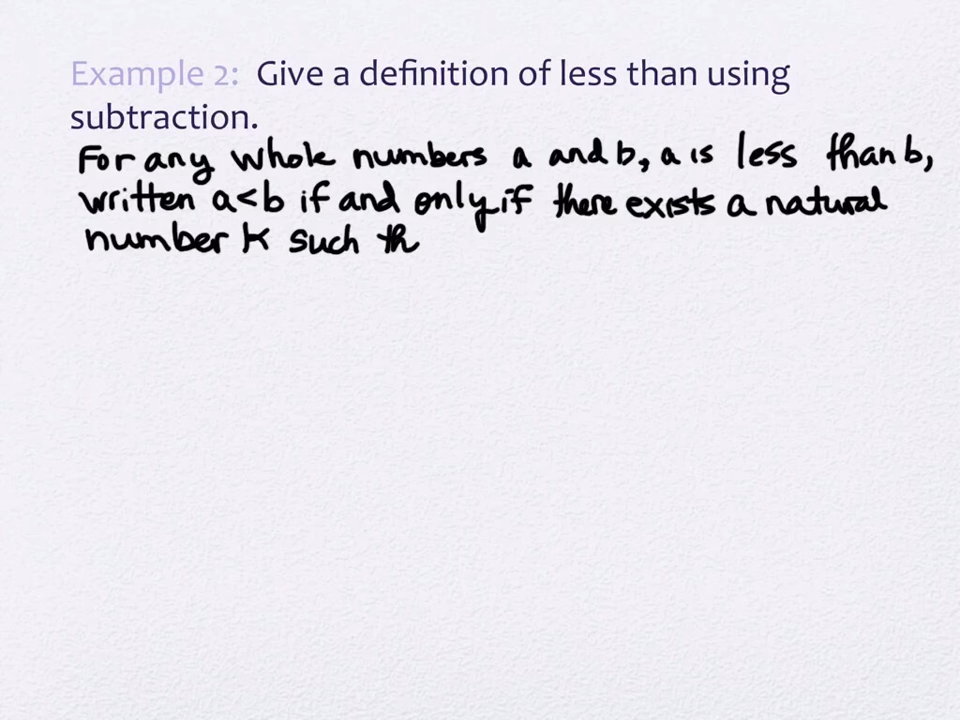 Example 2: Give a definition of less than using
subtraction.
For any whole numbers a and b, a is less than b,
written a<b if and only if there exists a natural
number K such th